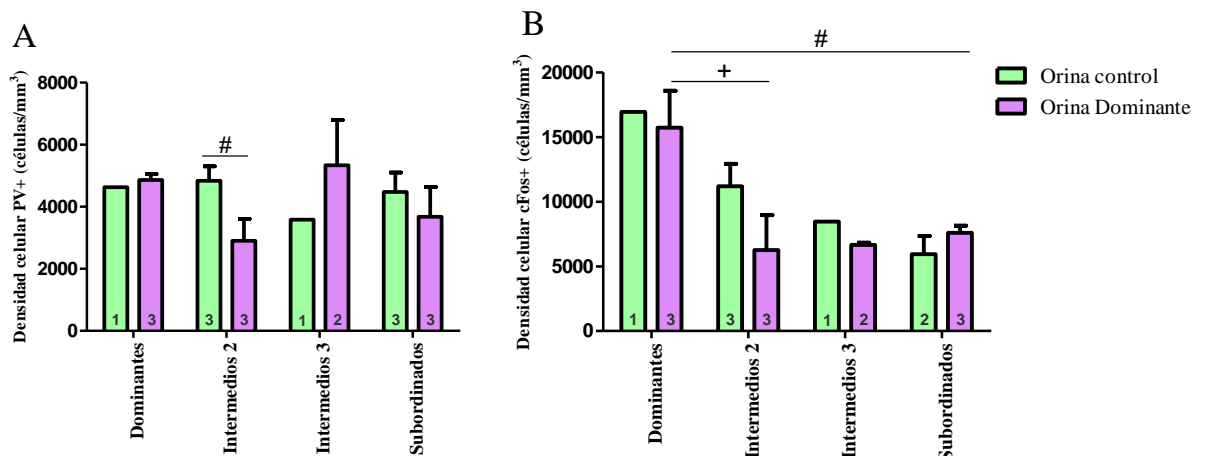 A
Densidad celular PV+ (células/mm³)
8000
6000
4000
2000
0
#
1
3
3
3
1
2
3
3
Dominantes
Intermedios 2
Intermedios 3
Subordinados
B
Densidad celular cFos+ (células/mm³)
20000
15000
10000
5000
0
#
+
1
3
3
3
1
2
2
3
Dominantes
Intermedios 2
Intermedios 3
Subordinados
Orina control
Orina Dominante